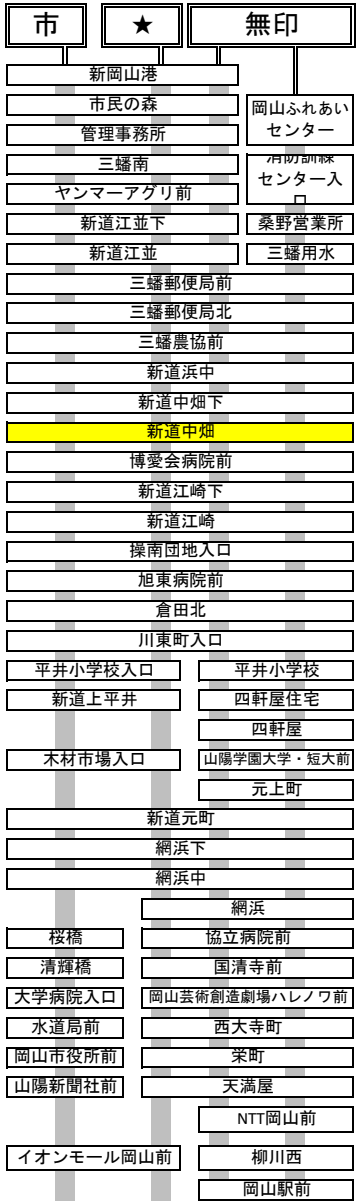 市 ★ 無印
新岡山港
市民の森
岡山ふれあい
センター
管理事務所
三蟠南
消防訓練
センター入
口
ヤンマーアグリ前
新道江並下 桑野営業所
新道江並 三蟠用水
三蟠郵便局前
三蟠郵便局北
三蟠農協前
新道浜中
新道中畑下
新道中畑
博愛会病院前
新道江崎下
新道江崎
操南団地入口
旭東病院前
倉田北
川東町入口
平井小学校入口 平井小学校
新道上平井 四軒屋住宅
四軒屋
木材市場入口 山陽学園大学・短大前
元上町
新道元町
網浜下
網浜中
網浜
桜橋 協立病院前
清輝橋 国清寺前
大学病院入口 岡山芸術創造劇場ハレノワ前
水道局前 西大寺町
岡山市役所前 栄町
山陽新聞社前 天満屋
NTT岡山前
イオンモール岡山前 柳川西
岡山駅前